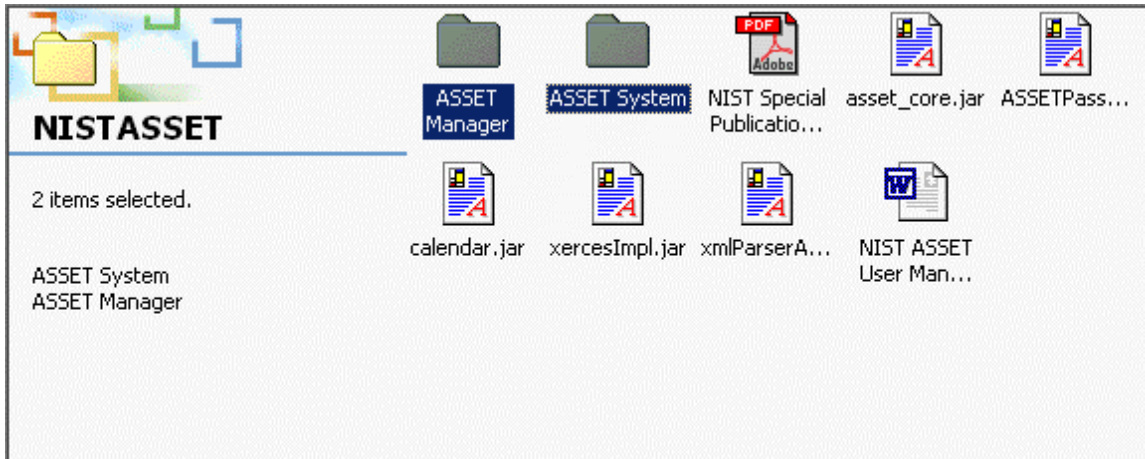 NISTASSET
2 items selected.
ASSET System
ASSET Manager
ASSET
Manager
ASSET System
PDF
Adobe
NIST Special
Publicatio...
asset_core.jar
ASSETPass...
calendar.jar
xercesImpl.jar
xmlParserA...
W
NIST ASSET
User Man...